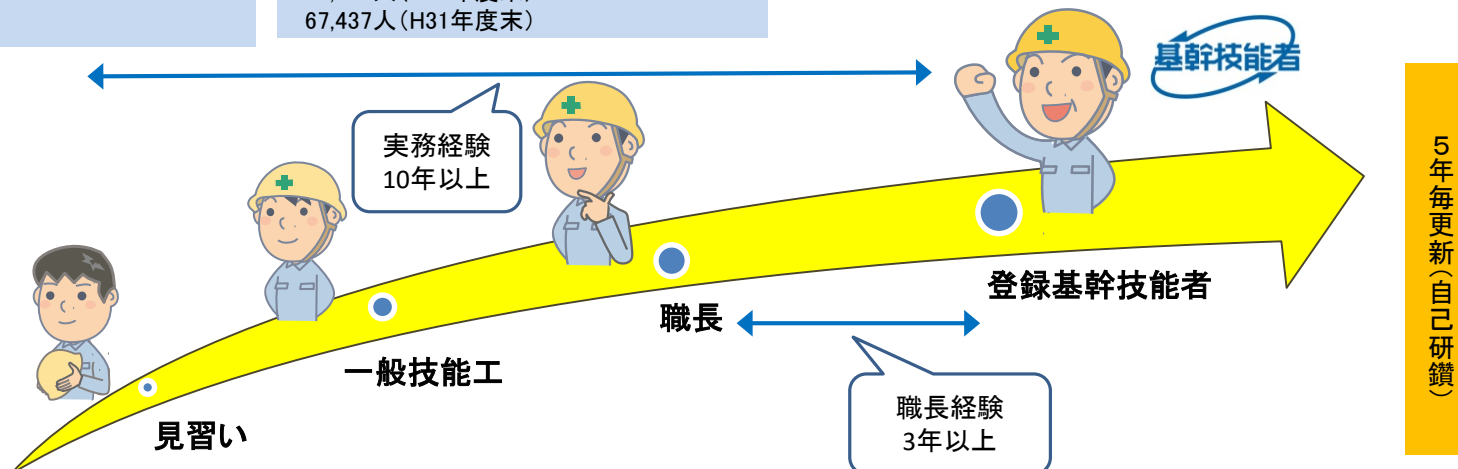 67,437人(H31年度末)
基幹技能者
実務経験
10年以上
登録基幹技能者
職長
一般技能工
見習い
職長経験
3年以上
5年毎更新(自己研鑽)